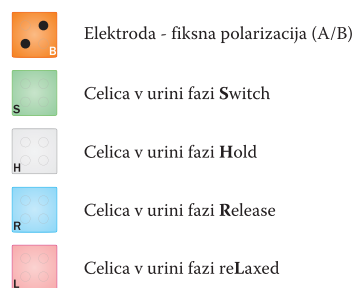 B Elektroda - fiksna polarizacija (A/B)
S Celica v urini fazi Switch
H Celica v urini fazi Hold
R Celica v urini fazi Release
L Celica v urini fazi reLaxed